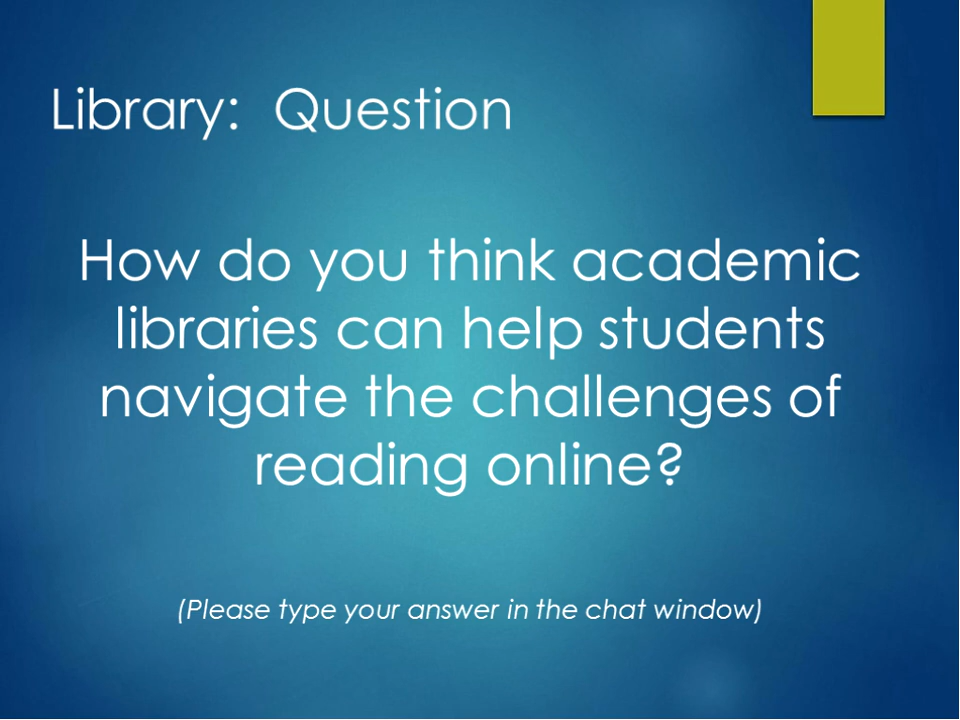 Library:  Question
How do you think academic
libraries can help students
navigate the challenges of
reading online?
(Please type your answer in the chat window)